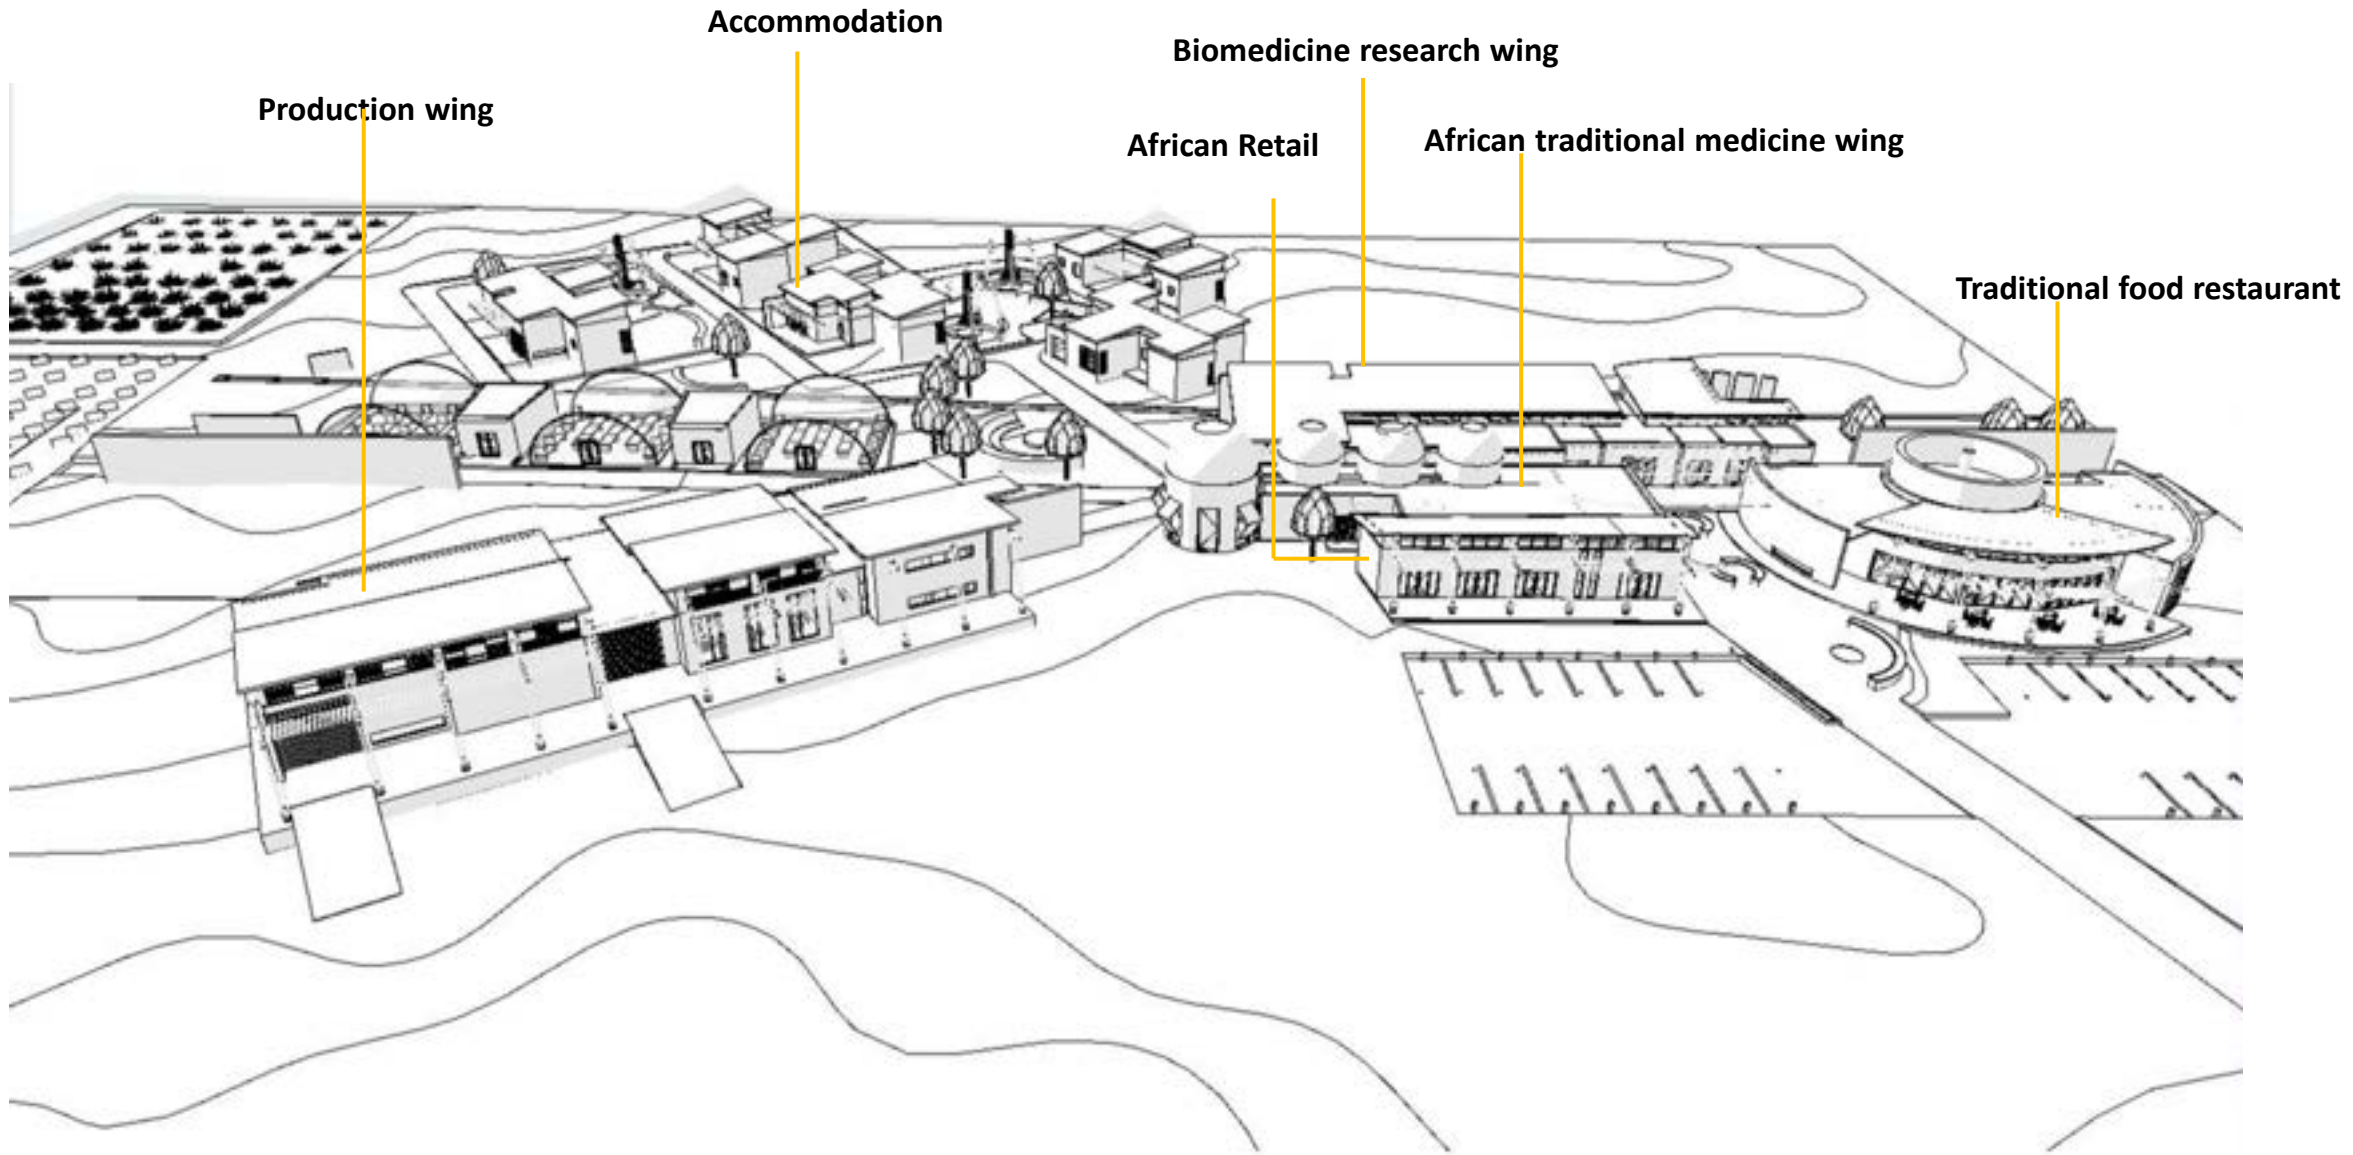 Accommodation
Biomedicine research wing
Production wing
African Retail
African traditional medicine wing
Traditional food restaurant